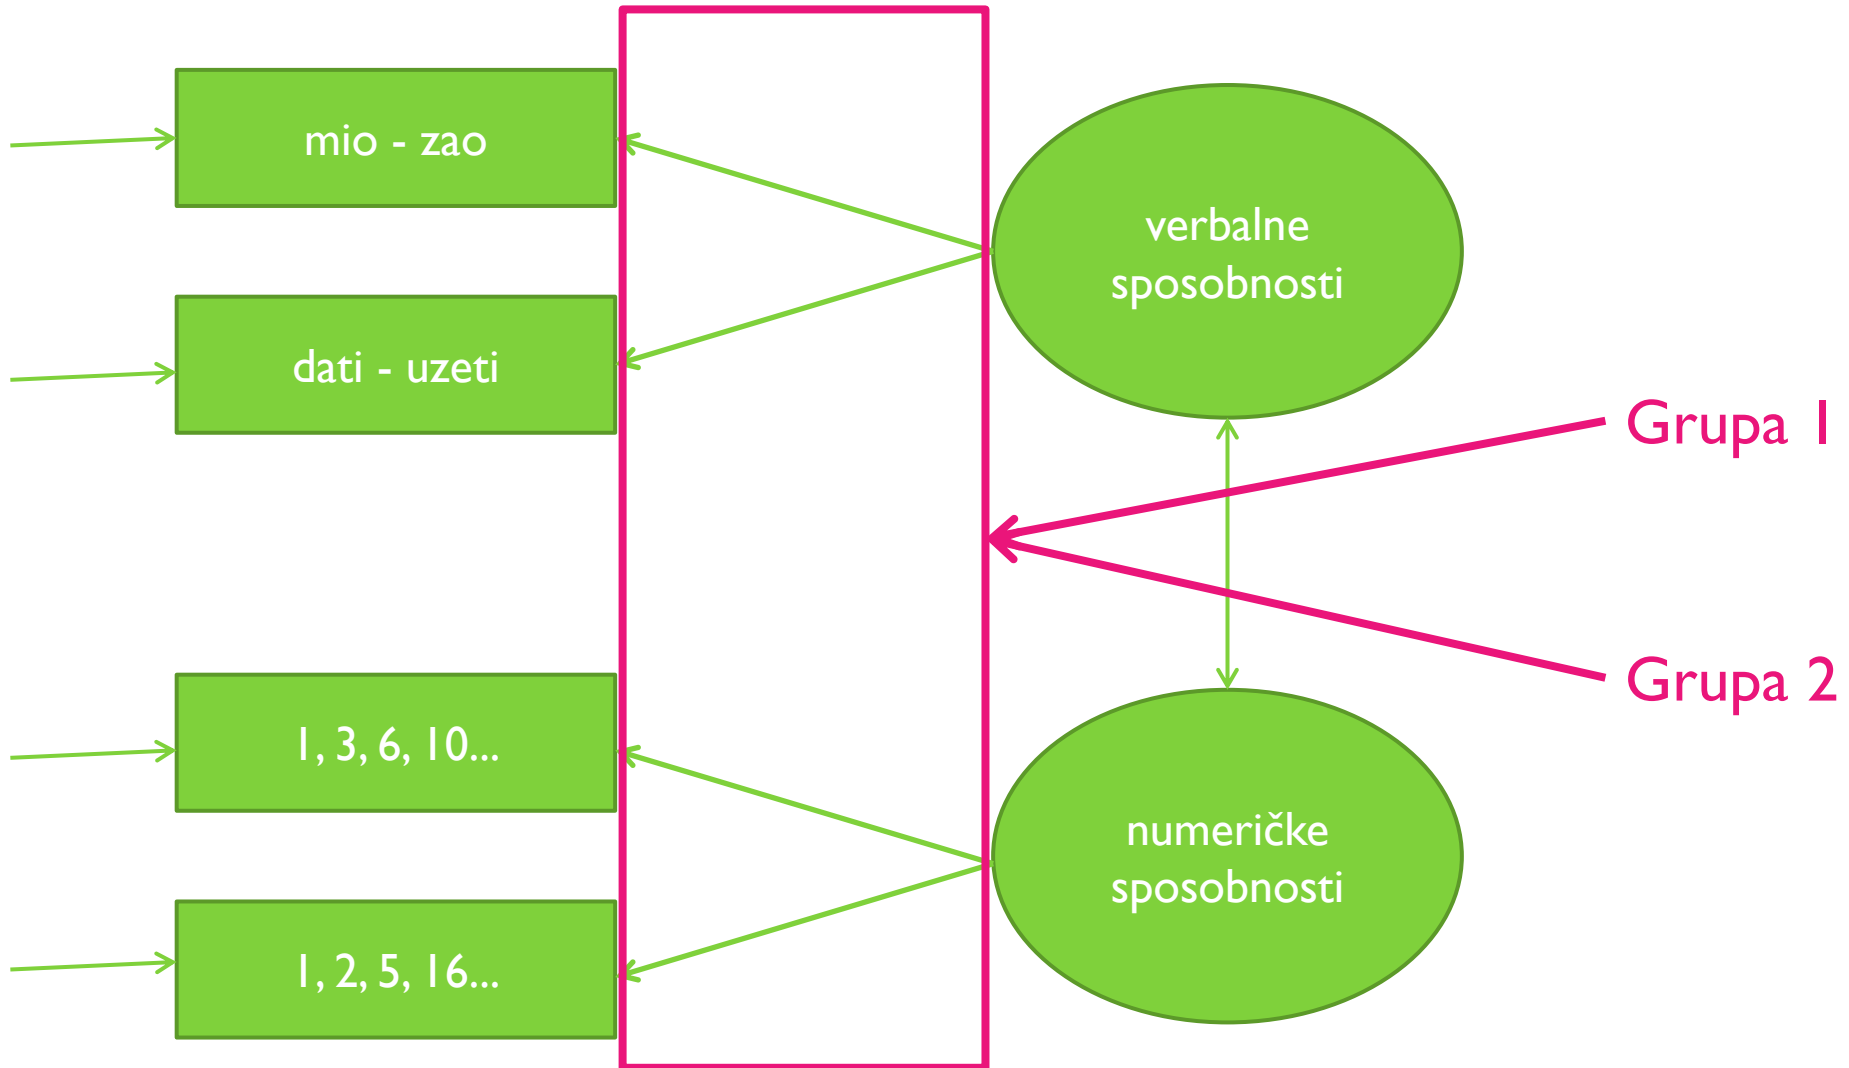 mio - zao
verbalne
sposobnosti
dati - uzeti
Grupa 1
Grupa 2
1, 3, 6, 10...
numeričke
sposobnosti
1, 2, 5, 16...